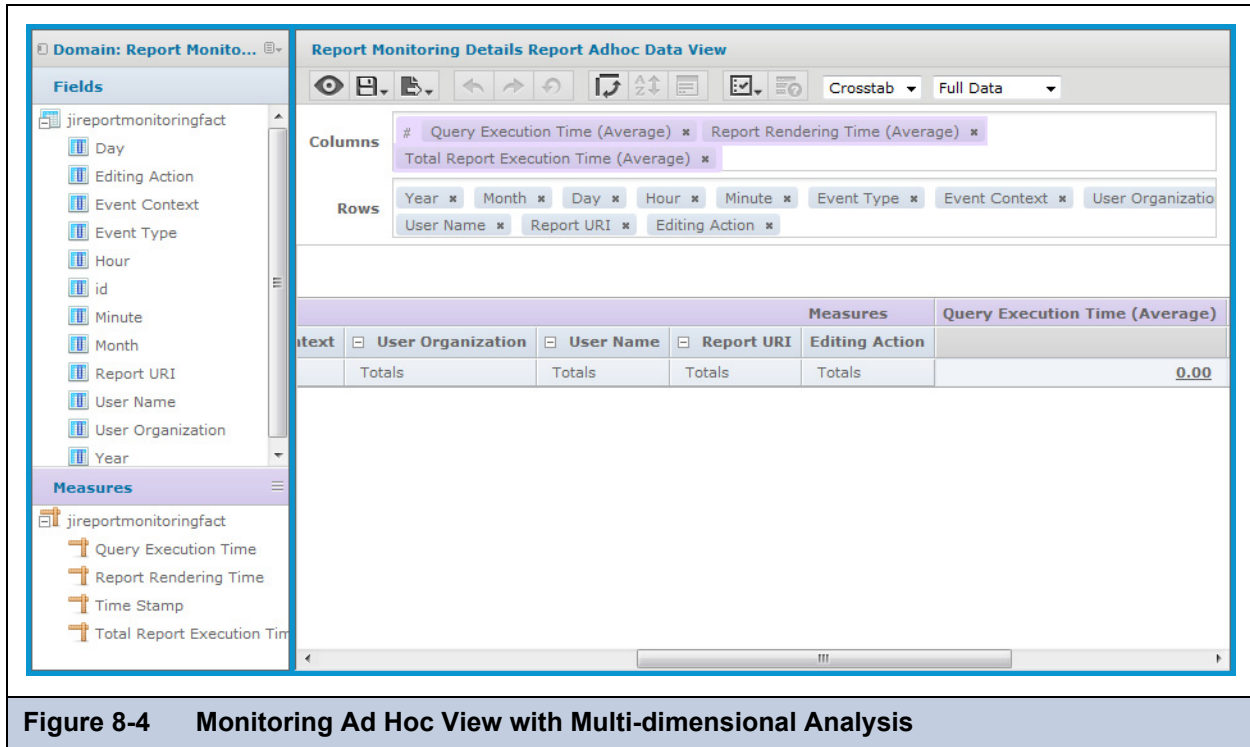 Domain: Report Monito...
Fields
jireportmonitoringfact
Day
Editing Action
Event Context
Event Type
Hour
id
Minute
Month
Report URI
User Name
User Organization
Year
Measures
jireportmonitoringfact
Query Execution Time
Report Rendering Time
Time Stamp
Total Report Execution Tim
Report Monitoring Details Report Adhoc Data View
Crosstab Full Data
Columns # Query Execution Time (Average) × Report Rendering Time (Average) ×
Total Report Execution Time (Average) ×
Rows Year × Month × Day × Hour × Minute × Event Type × Event Context × User Organizatio
User Name × Report URI × Editing Action ×
Measures Query Execution Time (Average)
ntext User Organization User Name Report URI Editing Action
Totals Totals Totals Totals 0.00
Figure 8-4 Monitoring Ad Hoc View with Multi-dimensional Analysis